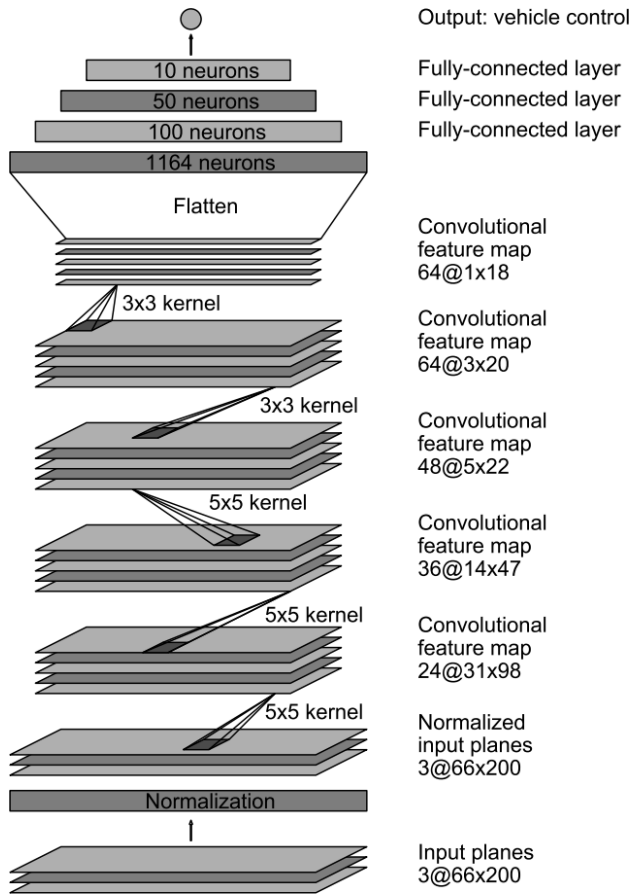 Output: vehicle control
10 neurons
Fully-connected layer
50 neurons
Fully-connected layer
100 neurons
Fully-connected layer
1164 neurons
Flatten
Convolutional
feature map
64@1x18
3x3 kernel
Convolutional
feature map
64@3x20
3x3 kernel
Convolutional
feature map
48@5x22
5x5 kernel
Convolutional
feature map
36@14x47
5x5 kernel
Convolutional
feature map
24@31x98
5x5 kernel
Normalized
input planes
3@66x200
Normalization
Input planes
3@66x200